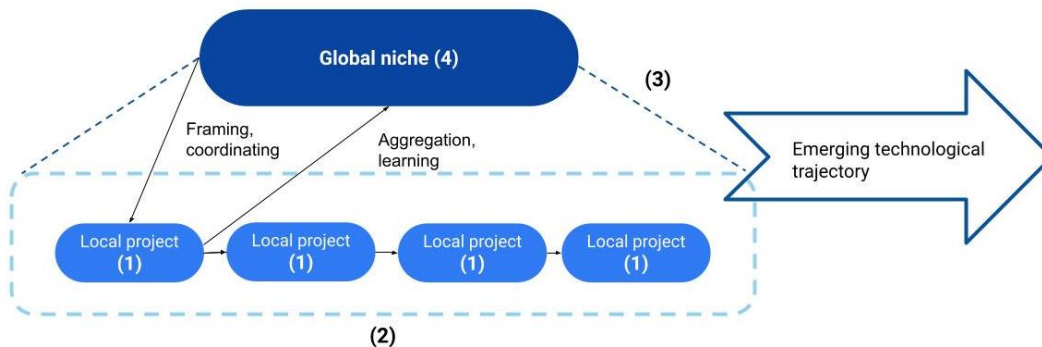 Global niche (4)
(3)
Framing,
coordinating
Aggregation,
learning
Emerging technological
trajectory
Local project
(1)
Local project
(1)
Local project
(1)
Local project
(1)
(2)